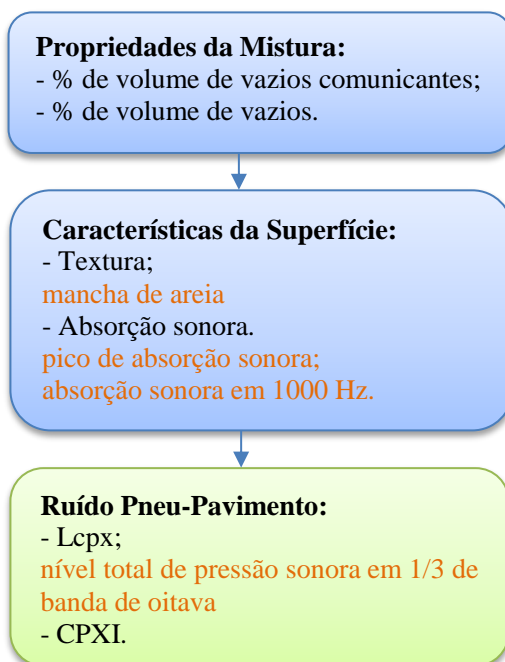 Propriedades da Mistura:
- % de volume de vazios comunicantes;
- % de volume de vazios.
Características da Superfície:
- Textura;
mancha de areia
- Absorção sonora.
pico de absorção sonora;
absorção sonora em 1000 Hz.
Ruído Pneu-Pavimento:
- Lcpx;
nível total de pressão sonora em 1/3 de
banda de oitava
- CPXI.